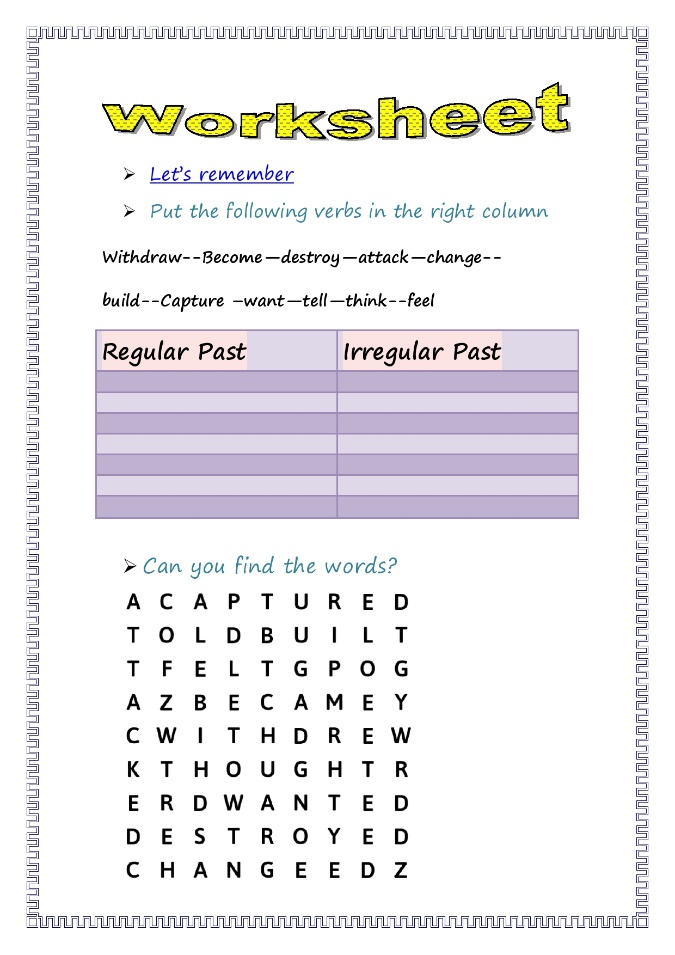 Worksheet
Let's remember
Put the following verbs in the right column
Withdraw--Become—destroy—attack—change--
build--Capture –want—tell—think--feel
Regular Past Irregular Past
Can you find the words?
A C A P T U R E D
T O L D B U I L T
T F E L T G P O G
A Z B E C A M E Y
C W I T H D R E W
K T H O U G H T R
E R D W A N T E D
D E S T R O Y E D
C H A N G E E D Z